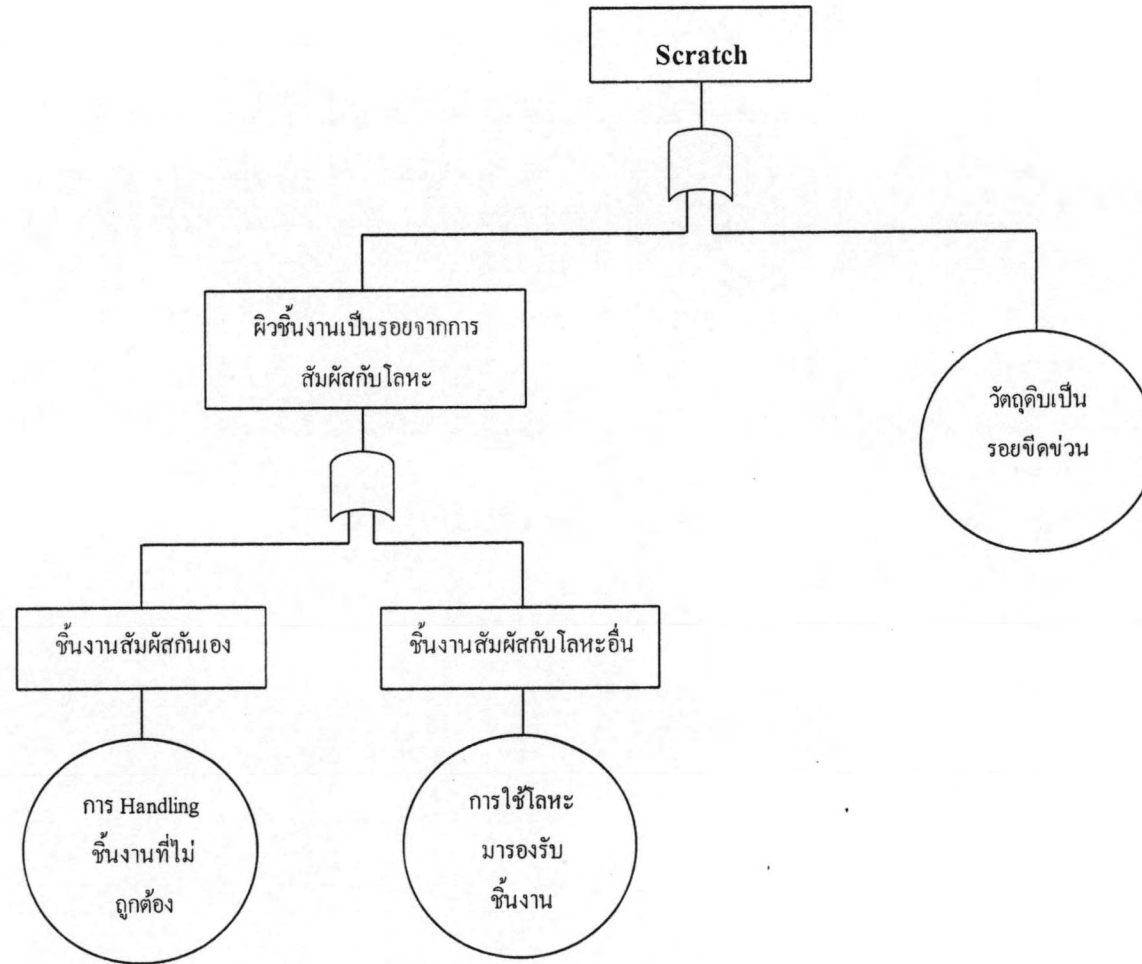 Scratch
ผิวชิ้นงานเป็นรอยจากการ
สัมผัสกับโลหะ
วัตถุดิบเป็น
รอยขีดข่วน
ชิ้นงานสัมผัสกันเอง
ชิ้นงานสัมผัสกับโลหะอื่น
การ Handling
ชิ้นงานที่ไม่
ถูกต้อง
การใช้โลหะ
มารองรับ
ชิ้นงาน